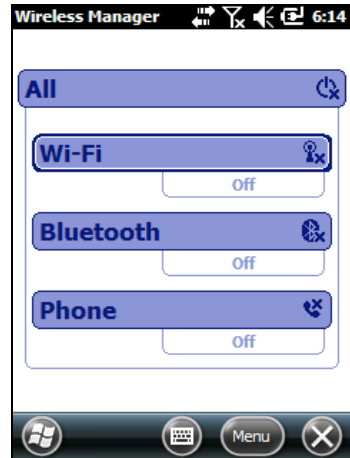 Wireless Manager 6:14
All
Wi-Fi
Off
Bluetooth
Off
Phone
Off
Menu